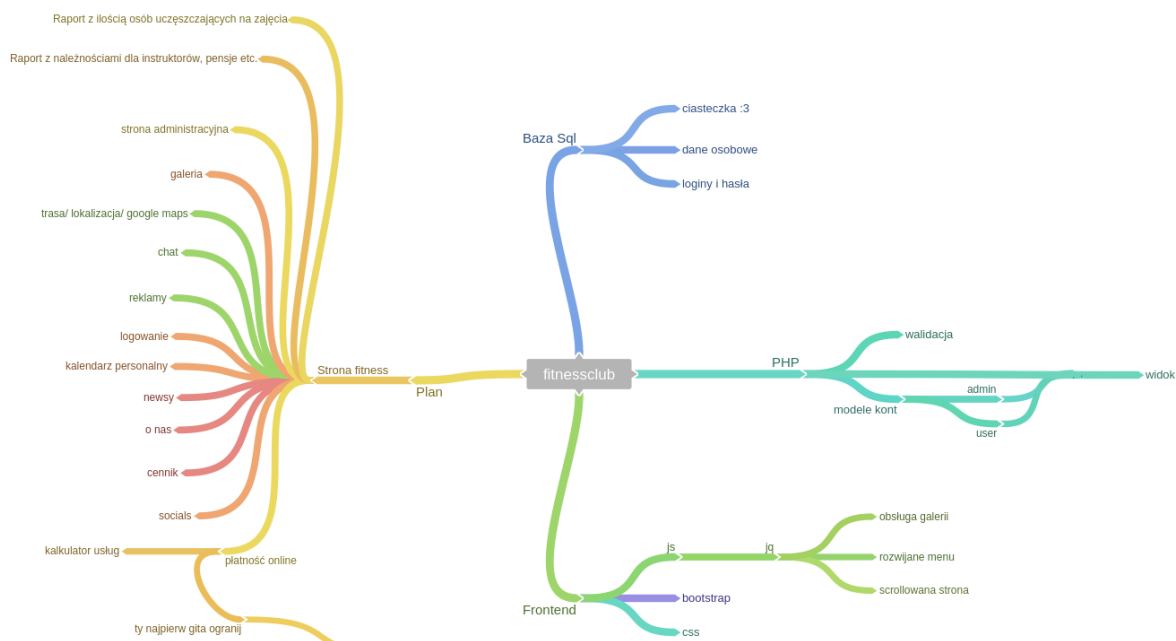 Raport z ilością osób uczęszczających na zajęcia
Raport z należnościami dla instruktorów, pensje etc.
strona administracyjna
galeria
trasa/ lokalizacja/ google maps
chat
reklamy
logowanie
kalendarz personalny
newsy
o nas
cennik
socials
kalkulator usług
płatność online
ty najpierw gita ogranij
Strona fitness
Plan
fitnessclub
Baza Sql
ciasteczka :3
dane osobowe
loginy i hasła
PHP
walidacja
widok
modele kont
admin
user
Frontend
js
jq
obsługa galerii
rozwijane menu
scrollowana strona
bootstrap
css